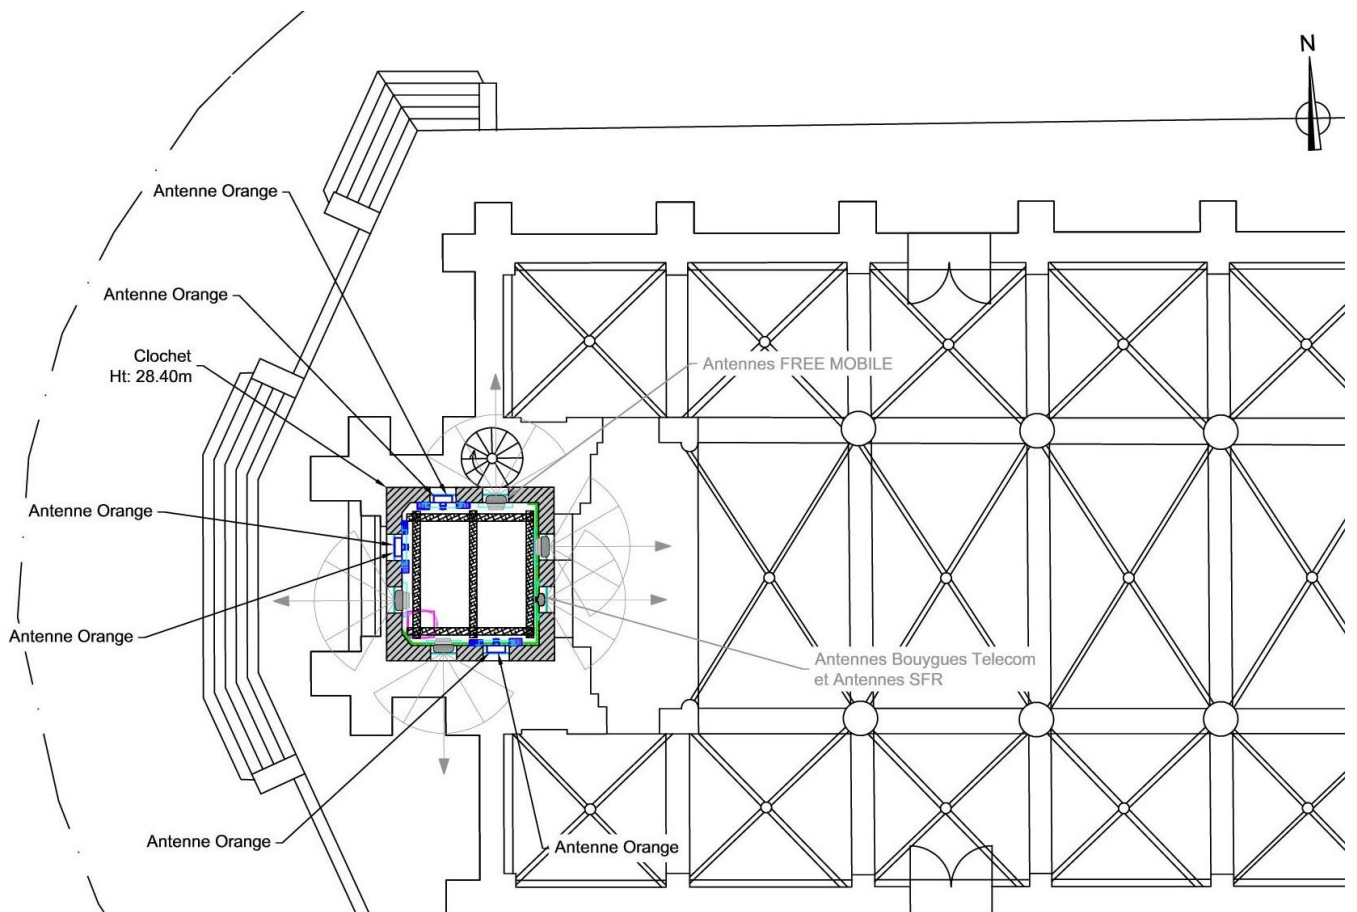 N
Antenne Orange
Antenne Orange
Clochet
Ht: 28.40m
Antennes FREE MOBILE
Antenne Orange
Antenne Orange
Antennes Bouygues Telecom
et Antennes SFR
Antenne Orange
Antenne Orange